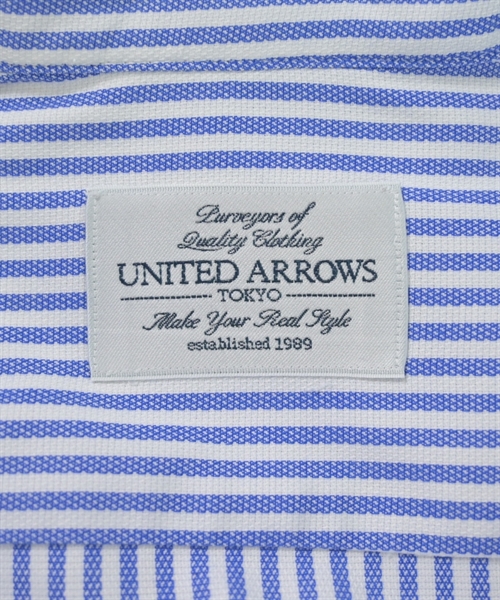 Purveyors of
Quality Clothing
UNITED ARROWS
TOKYO
Make Your Real Style
established 1989